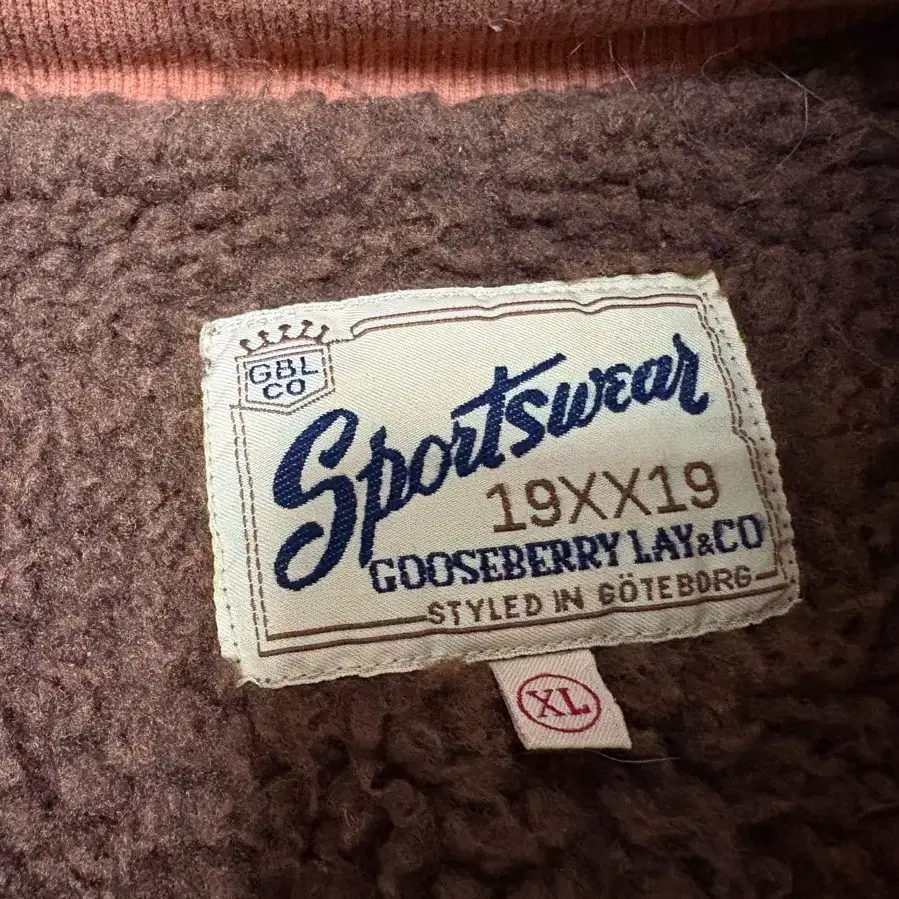 GBL
CO
Sportswear
19XX19
GOOSEBERRY LAY&CO
STYLED IN GÖTEBORG
XL